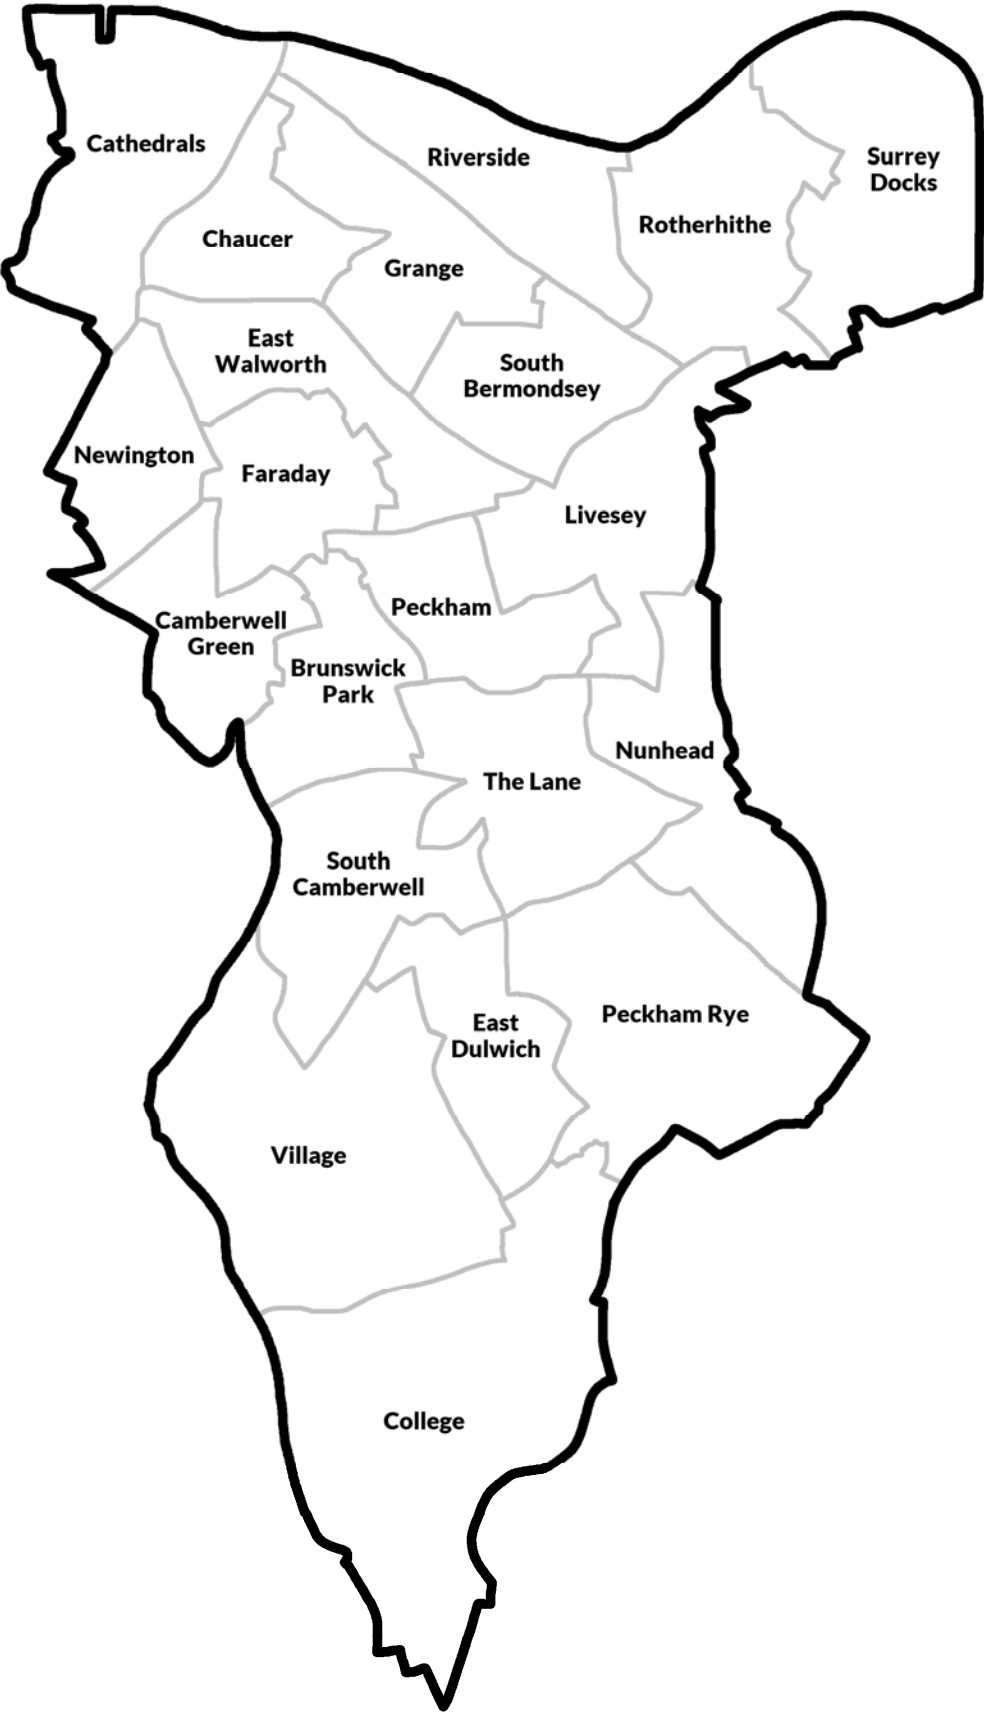 Cathedrals
Riverside
Surrey
Docks
Rotherhithe
Chaucer
Grange
East
Walworth
South
Bermondsey
Newington
Faraday
Livesey
Peckham
Camberwell
Green
Brunswick
Park
Nunhead
The Lane
South
Camberwell
Peckham Rye
East
Dulwich
Village
College